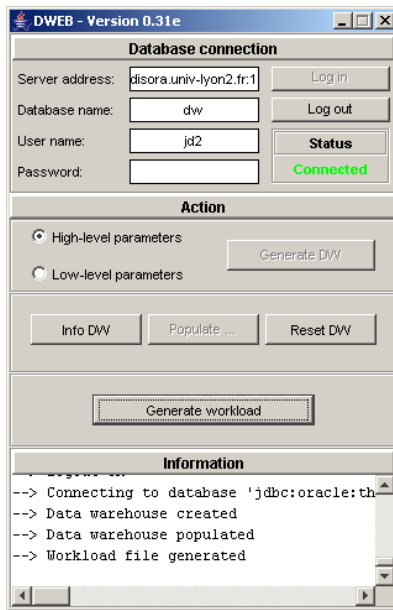 DWEB - Version 0.31e
Database connection
Server address: disora.univ-lyon2.fr:1 Log in
Database name: dw Log out
User name: jd2 Status
Password: Connected
Action
High-level parameters
Generate DW
Low-level parameters
Info DW Populate ... Reset DW
Generate workload
Information
--> Connecting to database 'jdbc:oracle:th
--> Data warehouse created
--> Data warehouse populated
--> Workload file generated